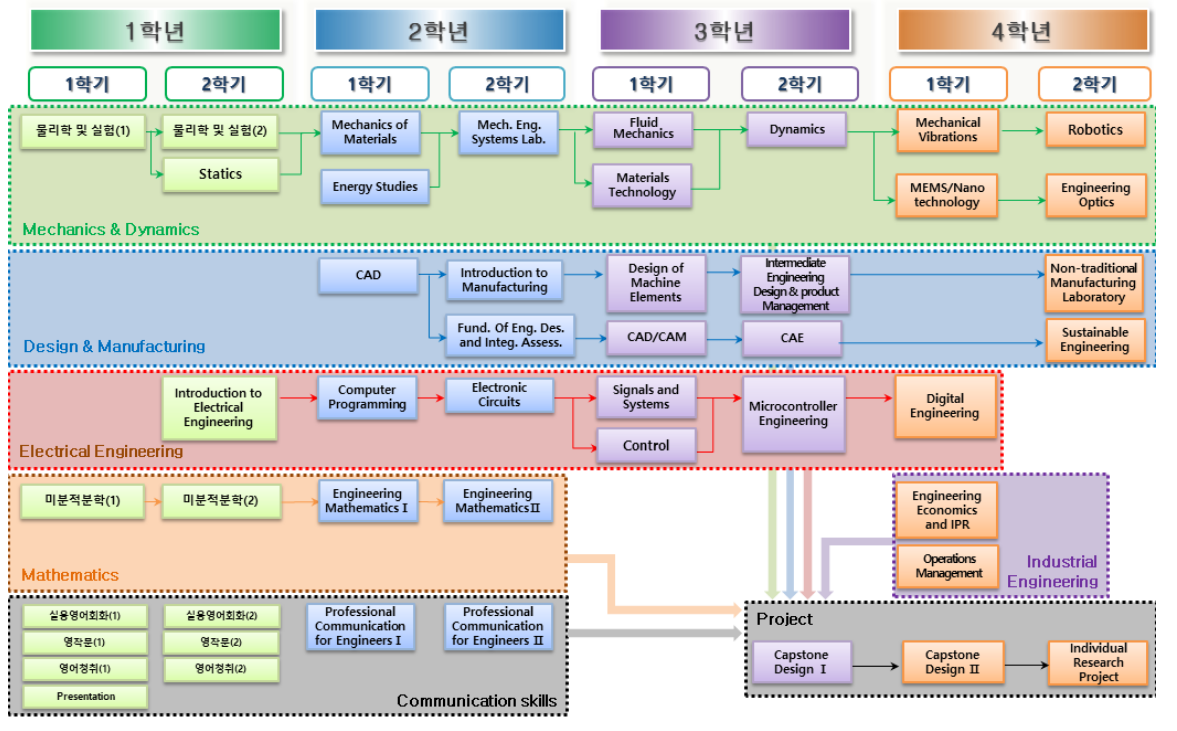 1학년
2학년
3학년
4학년
1학기
2학기
1학기
2학기
1학기
2학기
1학기
2학기
물리학 및 실험(1)
물리학 및 실험(2)
Statics
Mechanics of
Materials
Energy Studies
Mech. Eng.
Systems Lab.
Fluid
Mechanics
Materials
Technology
Dynamics
Mechanical
Vibrations
MEMS/Nano
technology
Robotics
Engineering
Optics
Mechanics & Dynamics
CAD
Introduction to
Manufacturing
Fund. Of Eng. Des.
and Integ. Assess.
Design of
Machine
Elements
CAD/CAM
Intermediate
Engineering
Design & product
Management
CAE
Non-traditional
Manufacturing
Laboratory
Sustainable
Engineering
Design & Manufacturing
Introduction to
Electrical
Engineering
Computer
Programming
Electronic
Circuits
Signals and
Systems
Control
Microcontroller
Engineering
Digital
Engineering
Electrical Engineering
미분적분학(1)
미분적분학(2)
Engineering
Mathematics Ⅰ
Engineering
Mathematics Ⅱ
Mathematics
Engineering
Economics
and IPR
Operations
Management
Industrial
Engineering
실용영어회화(1)
실용영어회화(2)
영작문(1)
영작문(2)
영어청취(1)
영어청취(2)
Presentation
Professional
Communication
for Engineers Ⅰ
Professional
Communication
for Engineers Ⅱ
Communication skills
Project
Capstone
Design Ⅰ
Capstone
Design Ⅱ
Individual
Research
Project